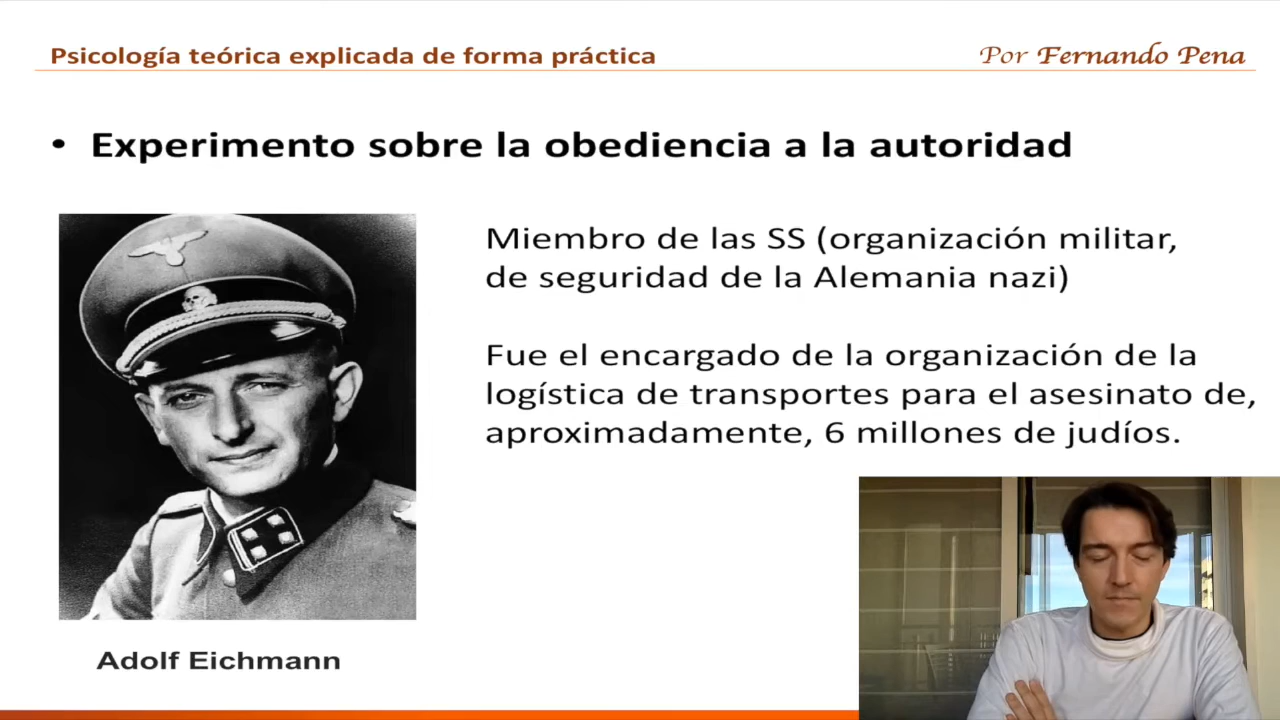 Psicología teórica explicada de forma práctica
Por Fernando Pena
• Experimento sobre la obediencia a la autoridad
Miembro de las SS (organización militar,
de seguridad de la Alemania nazi)
Fue el encargado de la organización de la
logística de transportes para el asesinato de,
aproximadamente, 6 millones de judíos.
Adolf Eichmann